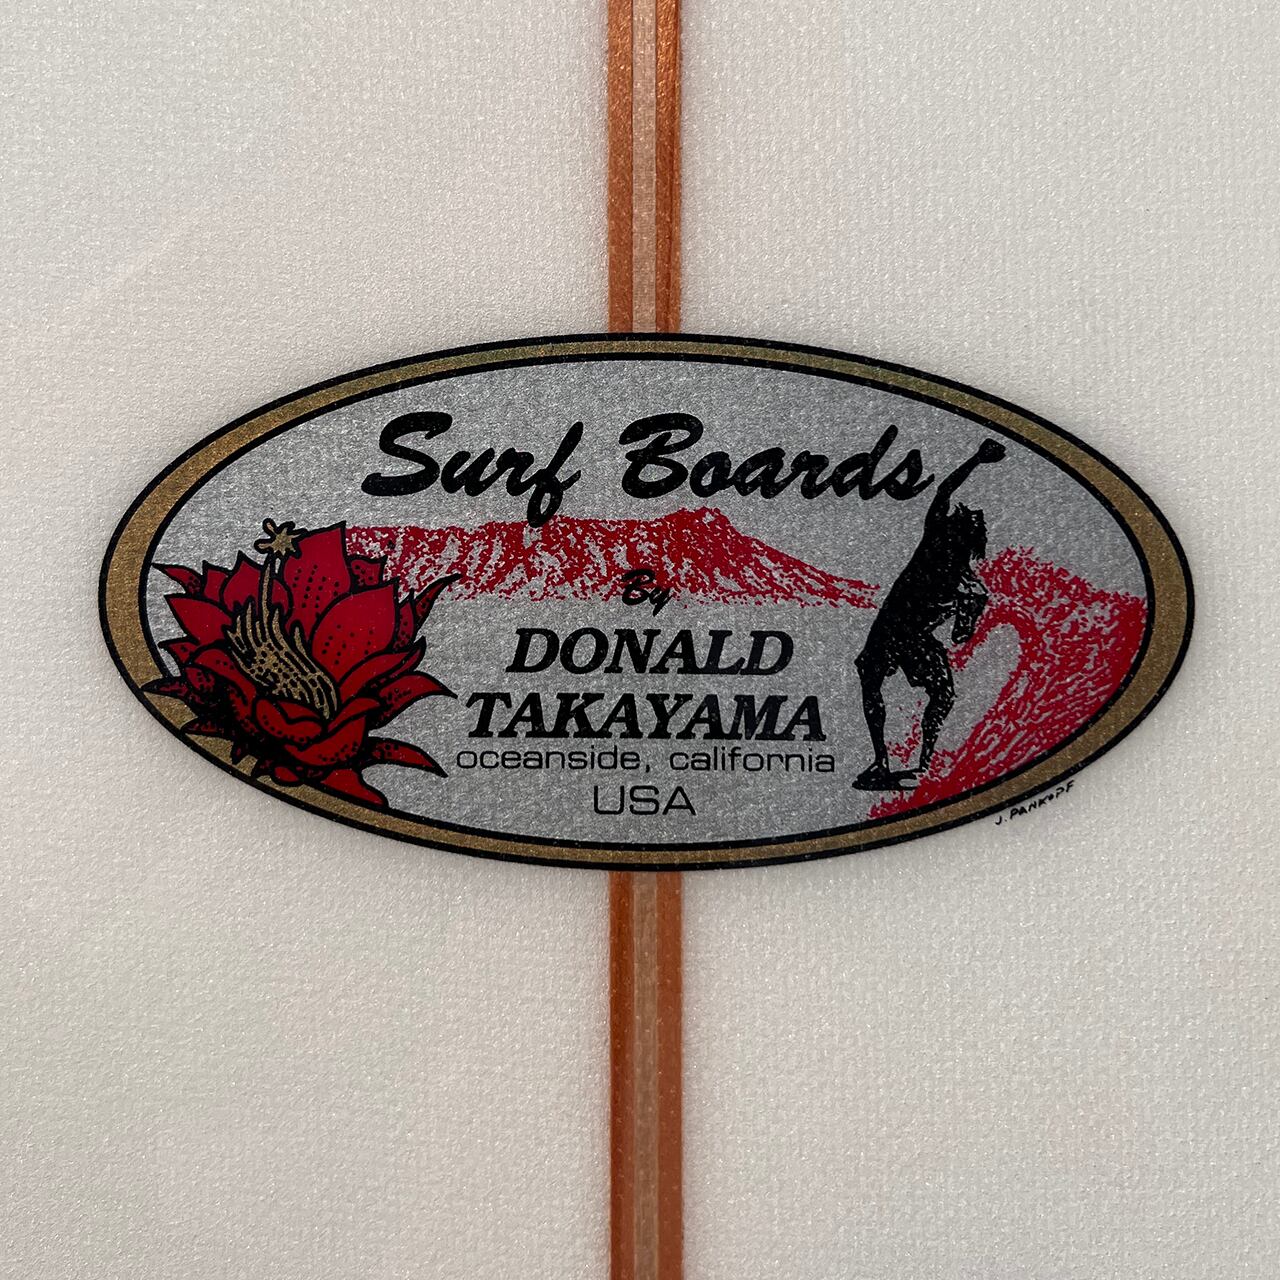 Surf Boards
By
DONALD
TAKAYAMA
oceanside, california
USA
J. PANKOPF